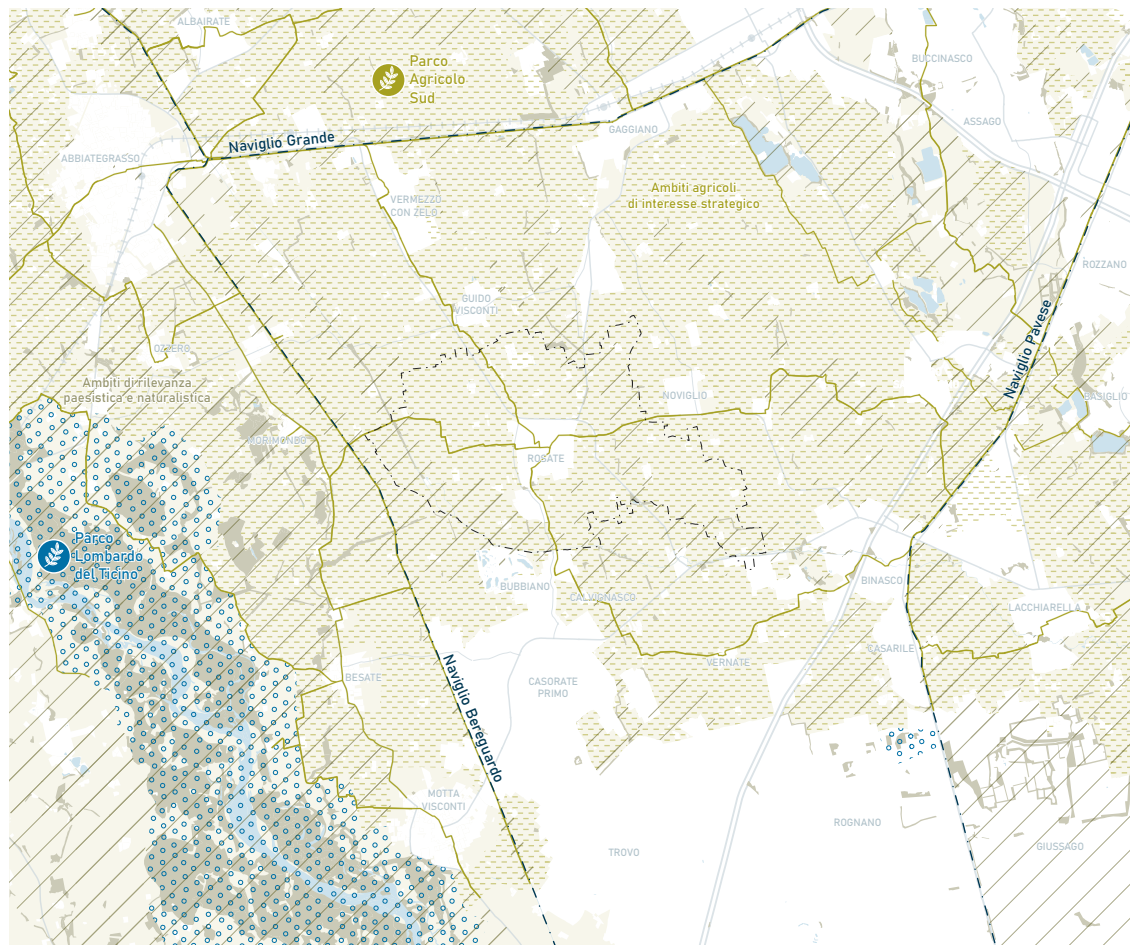 ALBAIRATE
Parco
Agricolo
Sud
BUCCINASCO
ASSAGO
Naviglio Grande
GAGGIANO
ABBIATEGRASSO
VERMEZZO
CON ZELO
Ambiti agricoli
di interesse strategico
ROZZANO
GUIDO
VISCONTI
Naviglio Pavese
OZZERO
Ambiti di rilevanza
paesistica e naturalistica
NOVIGLIO
BASIGLIO
MORIMONDO
ROSATE
Parco
Lombardo
del Ticino
BUBBIANO
CALVIGNASCO
BINASCO
LACCHIARELLA
CASARILE
VERNATE
BESATE
CASORATE
PRIMO
Naviglio Bereguardo
MOTTA
VISCONTI
ROGNANO
TROVO
GIUSSAGO